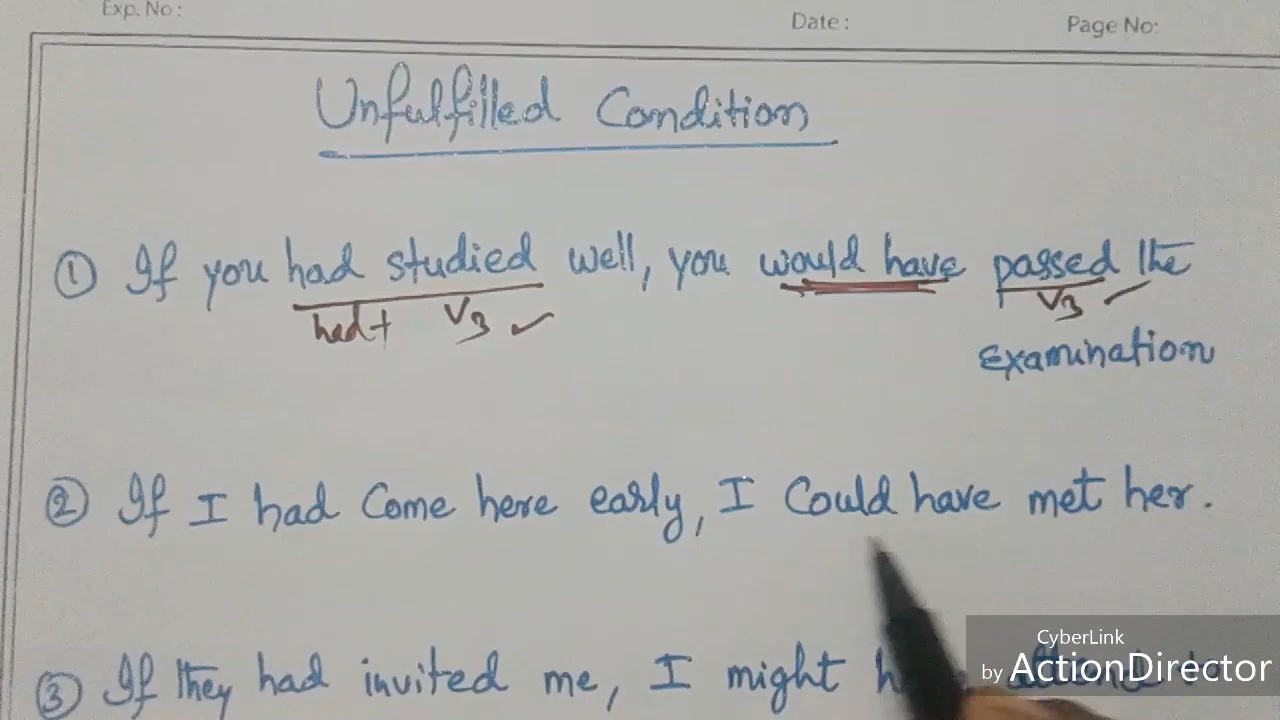 Exp. No:
Date:
Page No:
Unfulfilled Condition
① If you had studied well, you would have passed the
had+ V3 ✓ V3 ✓
Examination
② If I had Come here early, I Could have met her.
③ If they had invited me, I might
CyberLink
by ActionDirector